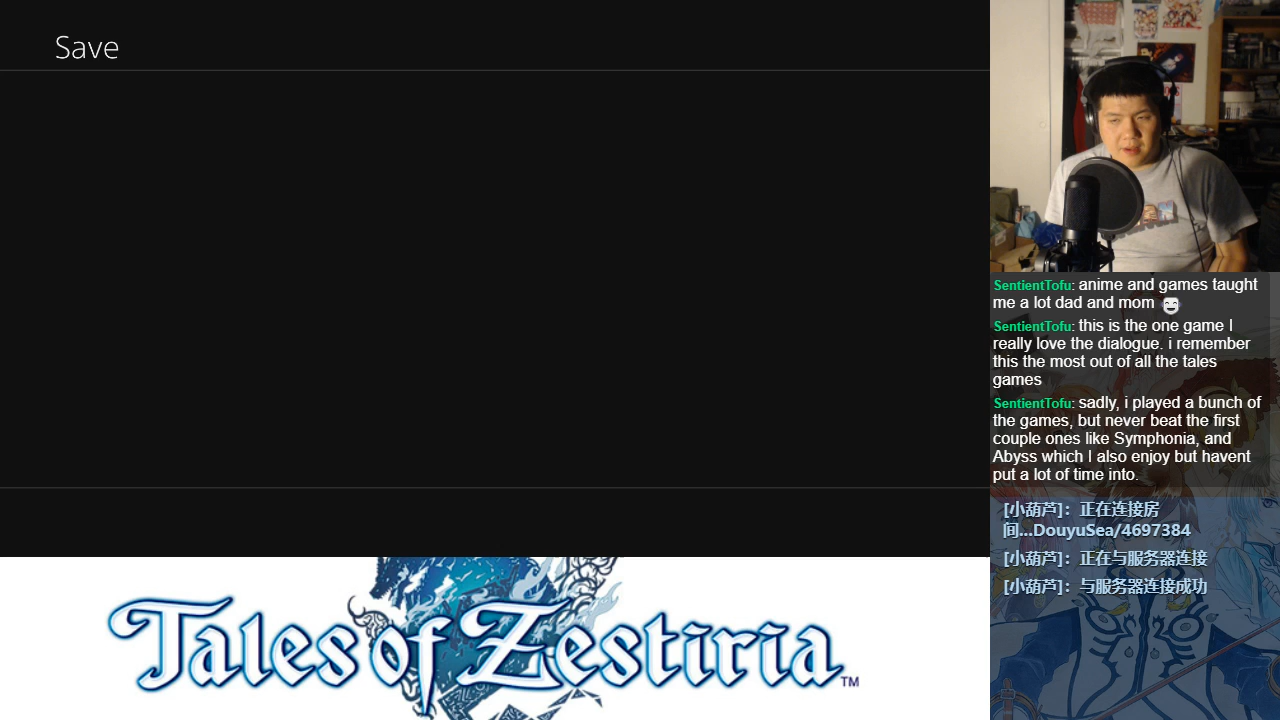 Save
SentientTofu: anime and games taught
me a lot dad and mom
SentientTofu: this is the one game I
really love the dialogue. i remember
this the most out of all the tales
games
SentientTofu: sadly, i played a bunch of
the games, but never beat the first
couple ones like Symphonia, and
Abyss which I also enjoy but havent
put a lot of time into.
[小葫芦]：正在连接房
间...DouyuSea/4697384
[小葫芦]：正在与服务器连接
[小葫芦]：与服务器连接成功
Tales of Zestiria™